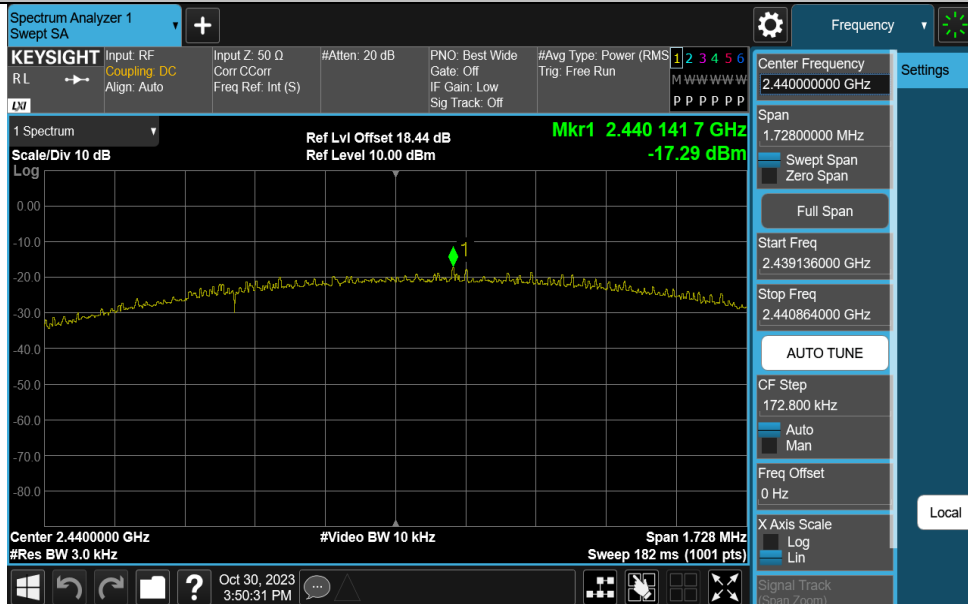 Spectrum Analyzer 1
Swept SA
Frequency
KEYSIGHT
RL
LXI
Input: RF
Coupling: DC
Align: Auto
Input Z: 50 Ω
Corr CCorr
Freq Ref: Int (S)
#Atten: 20 dB
PNO: Best Wide
Gate: Off
IF Gain: Low
Sig Track: Off
#Avg Type: Power (RMS
Trig: Free Run
1 2 3 4 5 6
M W W W W W
P P P P P P
Center Frequency
2.440000000 GHz
Settings
Span
1.72800000 MHz
Swept Span
Zero Span
Full Span
Start Freq
2.439136000 GHz
Stop Freq
2.440864000 GHz
AUTO TUNE
CF Step
172.800 kHz
Auto
Man
Freq Offset
0 Hz
Local
X Axis Scale
Log
Lin
Signal Track
(Span Zoom)
1 Spectrum
Scale/Div 10 dB
Log
Ref Lvl Offset 18.44 dB
Ref Level 10.00 dBm
Mkr1 2.440 141 7 GHz
-17.29 dBm
1
0.00
-10.0
-20.0
-30.0
-40.0
-50.0
-60.0
-70.0
-80.0
Center 2.4400000 GHz
#Res BW 3.0 kHz
#Video BW 10 kHz
Span 1.728 MHz
Sweep 182 ms (1001 pts)
?
Oct 30, 2023
3:50:31 PM